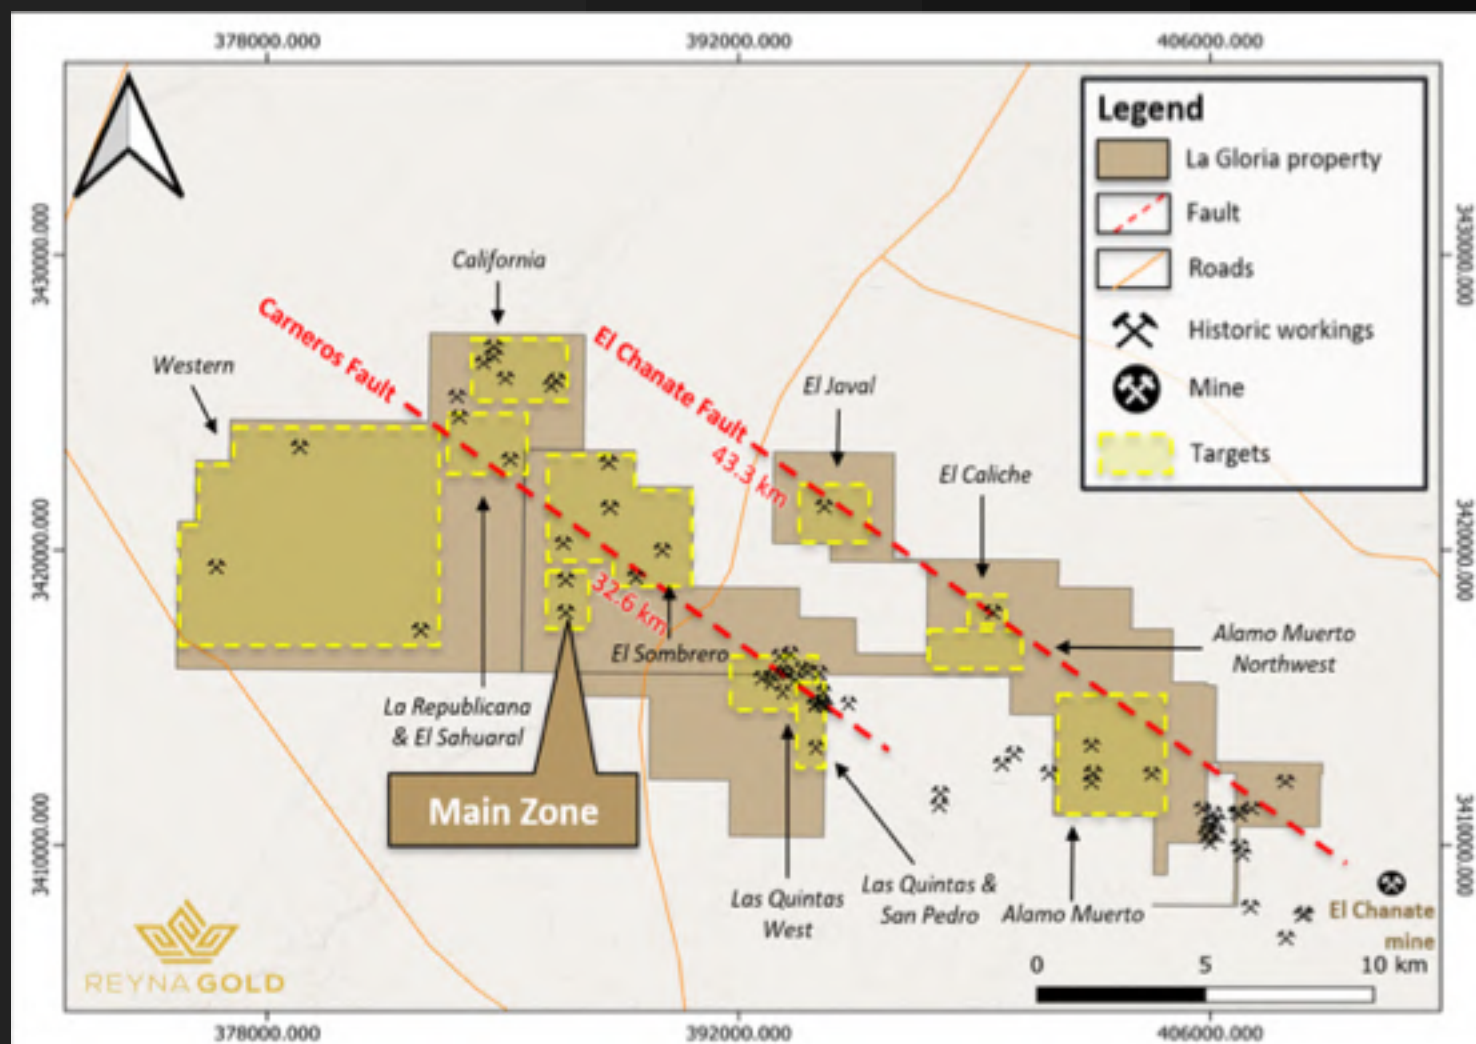 378000.000
392000.000
406000.000
Legend
La Gloria property
Fault
Roads
Historic workings
Mine
Targets
3430000.000
3430000.000
California
Carneros Fault
El Chanate Fault
Western
El Javal
43.3 km
El Caliche
3420000.000
3420000.000
32.6 km
El Sombrero
Alamo Muerto
Northwest
La Republicana
& El Sahuaral
Main Zone
3410000.000
3410000.000
Las Quintas
West
Las Quintas &
San Pedro
Alamo Muerto
El Chanate
mine
REYNA GOLD
0
5
10 km
378000.000
392000.000
406000.000